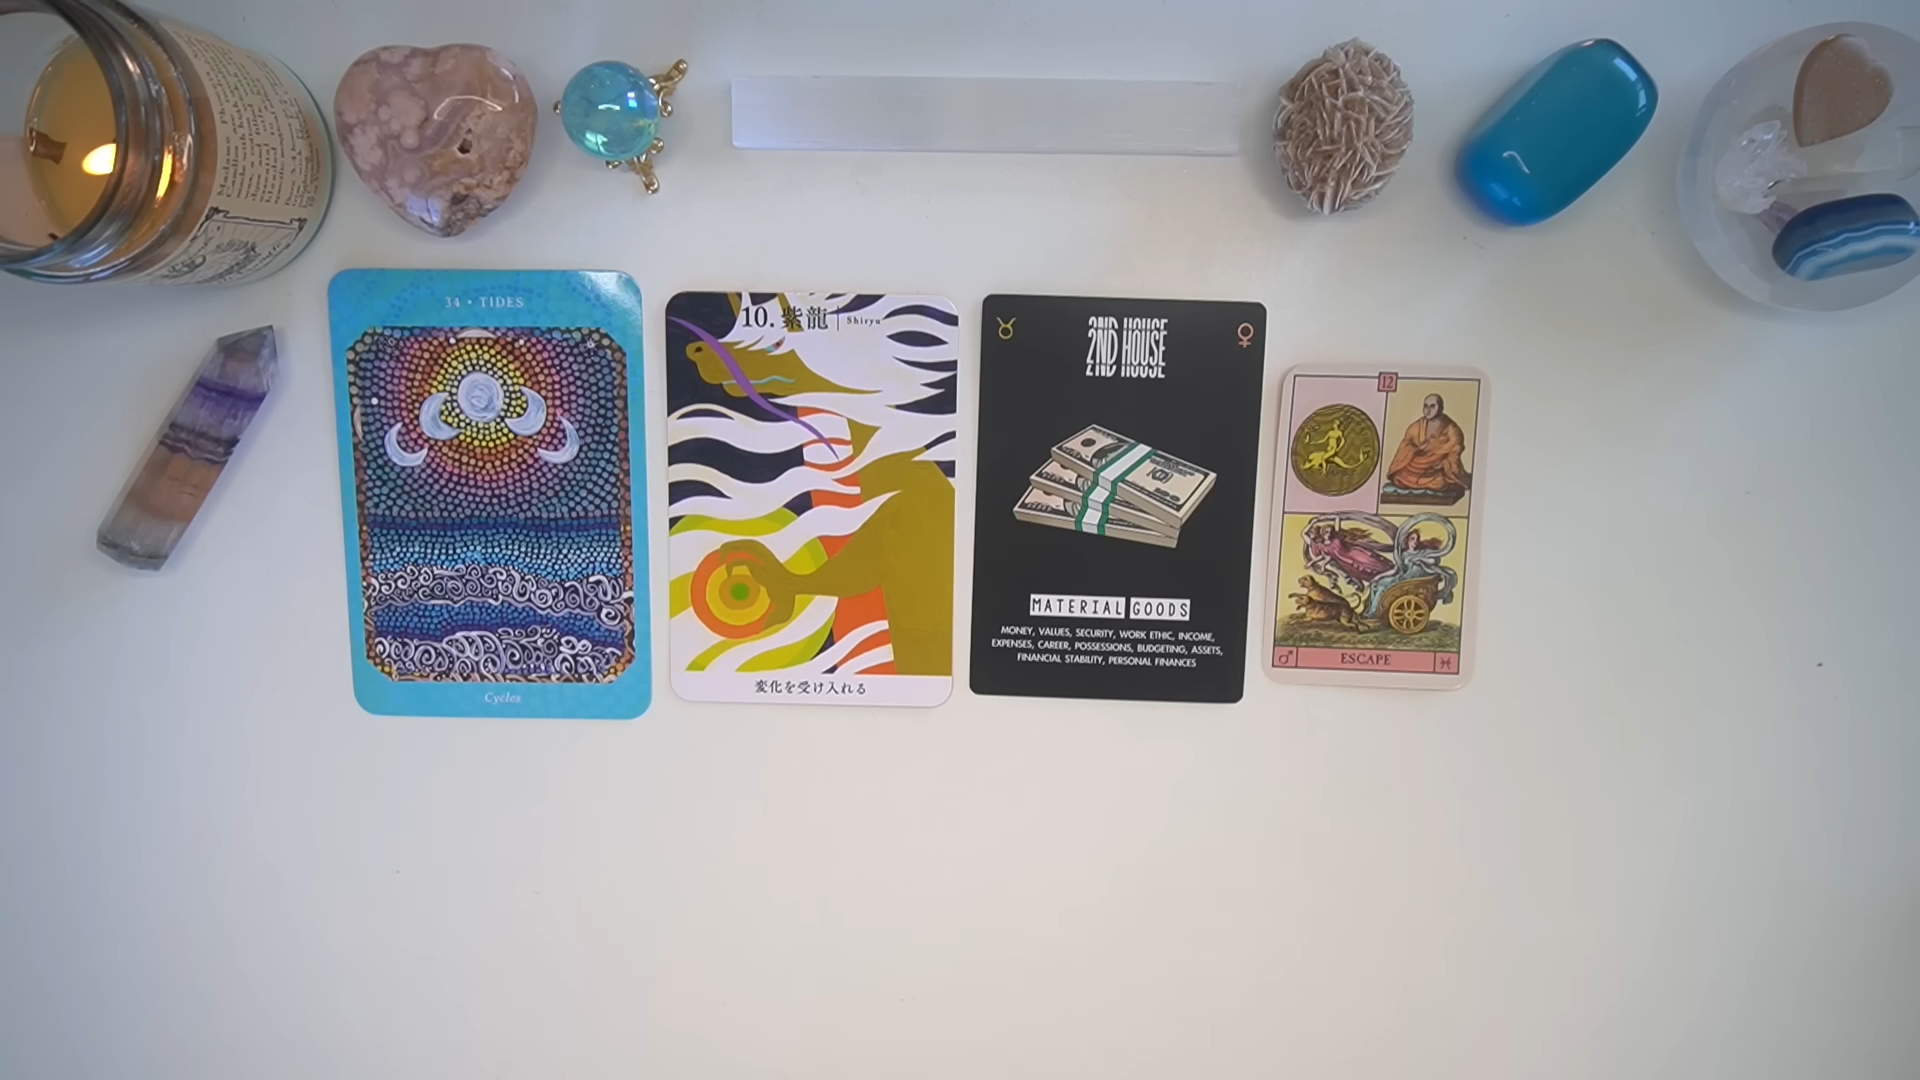 34 • TIDES
Cycles
10. 紫龍 | Shiryu
変化を受け入れる
♉
2ND HOUSE
♀
MATERIAL GOODS
MONEY, VALUES, SECURITY, WORK ETHIC, INCOME,
EXPENSES, CAREER, POSSESSIONS, BUDGETING, ASSETS,
FINANCIAL STABILITY, PERSONAL FINANCES
12
♂ ESCAPE ♓